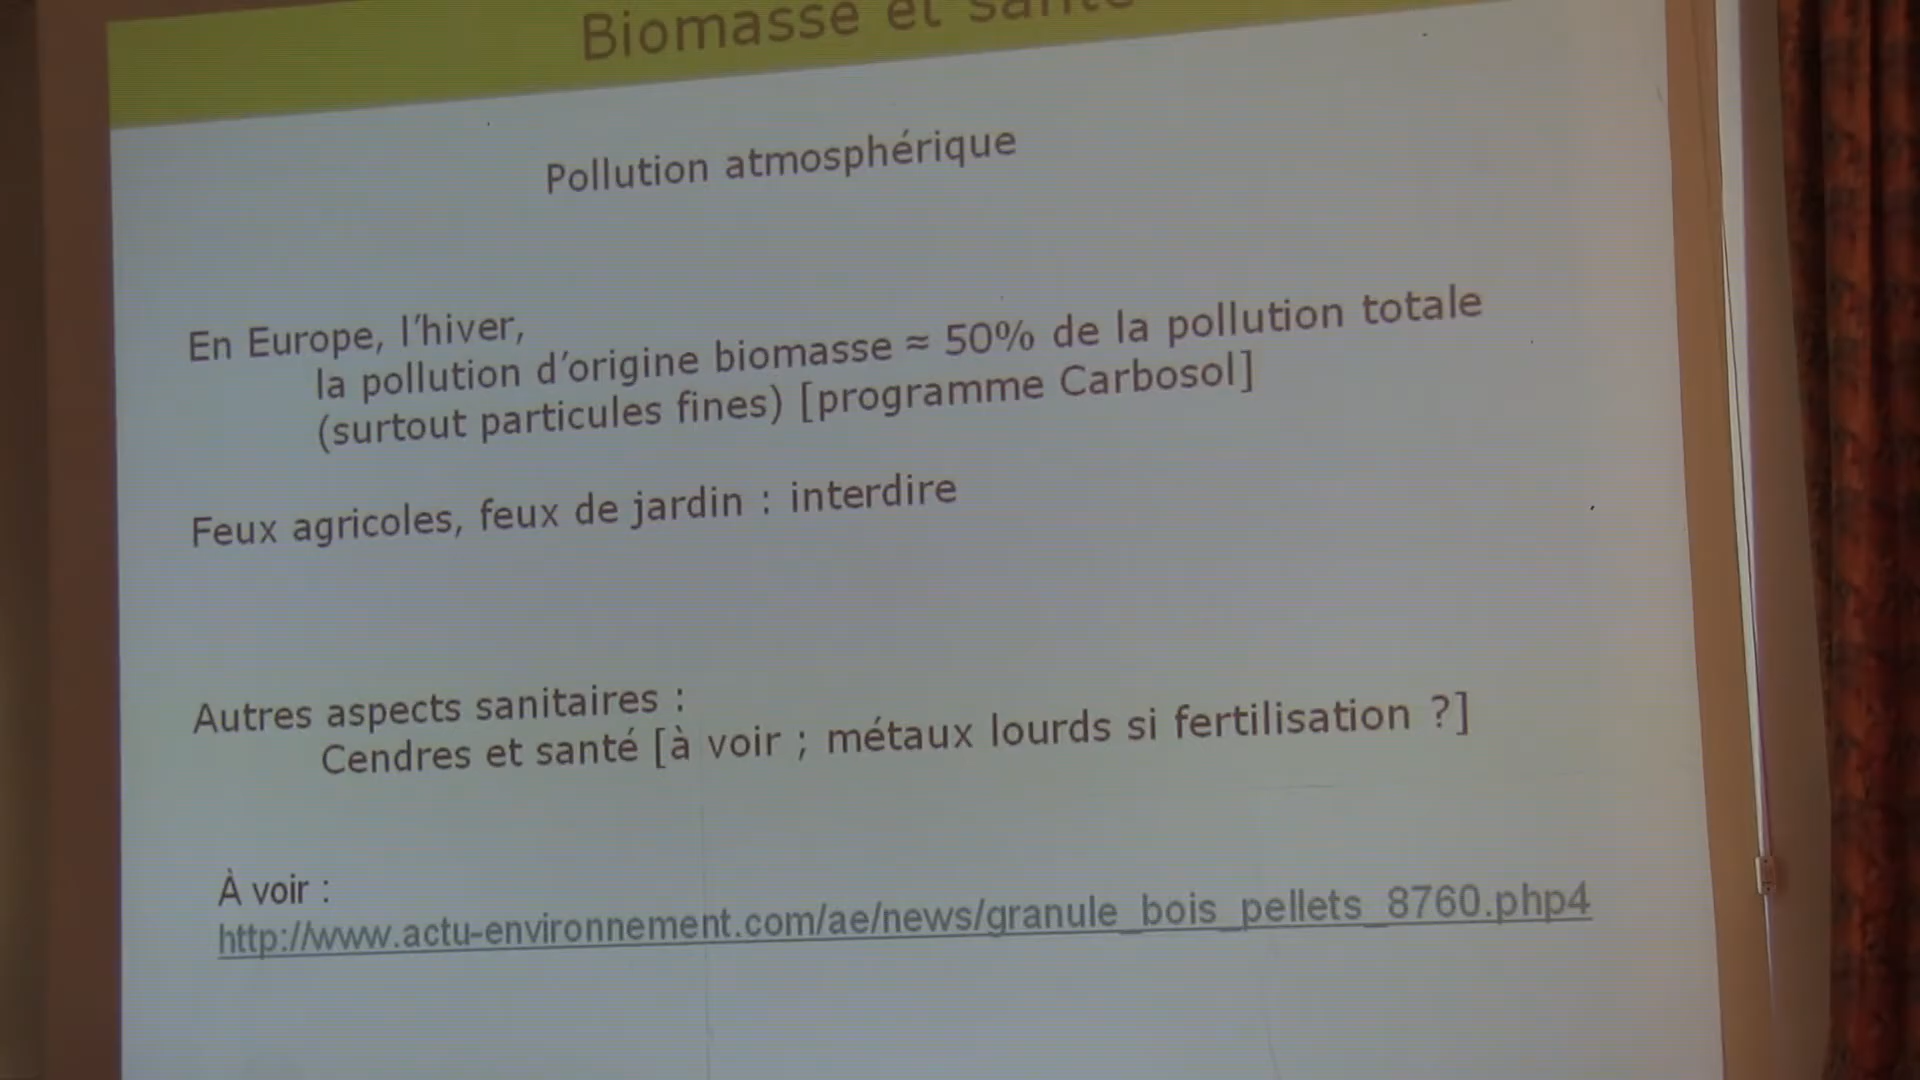 Biomasse et santé
Pollution atmosphérique
En Europe, l'hiver,
la pollution d'origine biomasse ≈ 50% de la pollution totale
(surtout particules fines) [programme Carbosol]
Feux agricoles, feux de jardin : interdire
Autres aspects sanitaires :
Cendres et santé [à voir ; métaux lourds si fertilisation ?]
À voir :
http://www.actu-environnement.com/ae/news/granule_bois_pellets_8760.php4